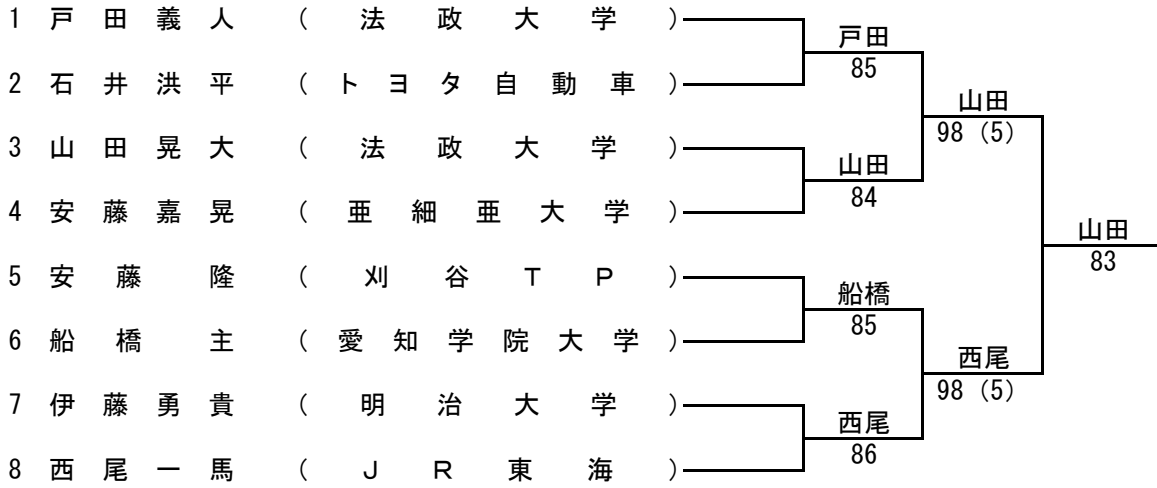 1 戸田義人 (法政大学)
戸田
85
2 石井洪平 (トヨタ自動車)
山田
98 (5)
3 山田晃大 (法政大学)
山田
84
4 安藤嘉晃 (亜細亜大学)
山田
83
5 安藤隆 (刈谷TP)
船橋
85
6 船橋主 (愛知学院大学)
西尾
98 (5)
7 伊藤勇貴 (明治大学)
西尾
86
8 西尾一馬 (JR東海)